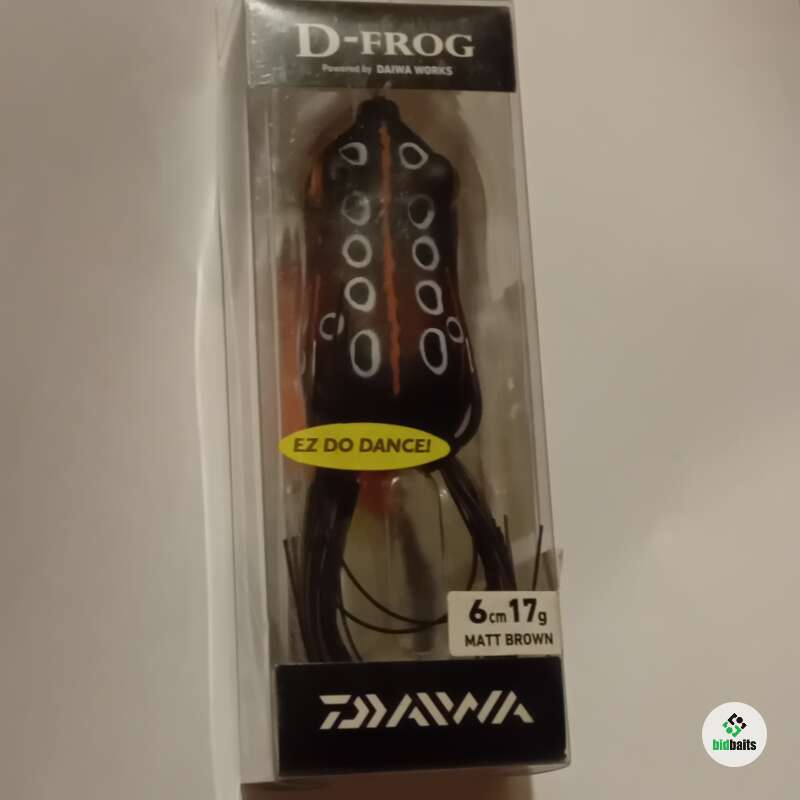 D-FROG
Powered by DAIWA WORKS
EZ DO DANCE!
6cm 17g
MATT BROWN
DAIWA
bidbaits